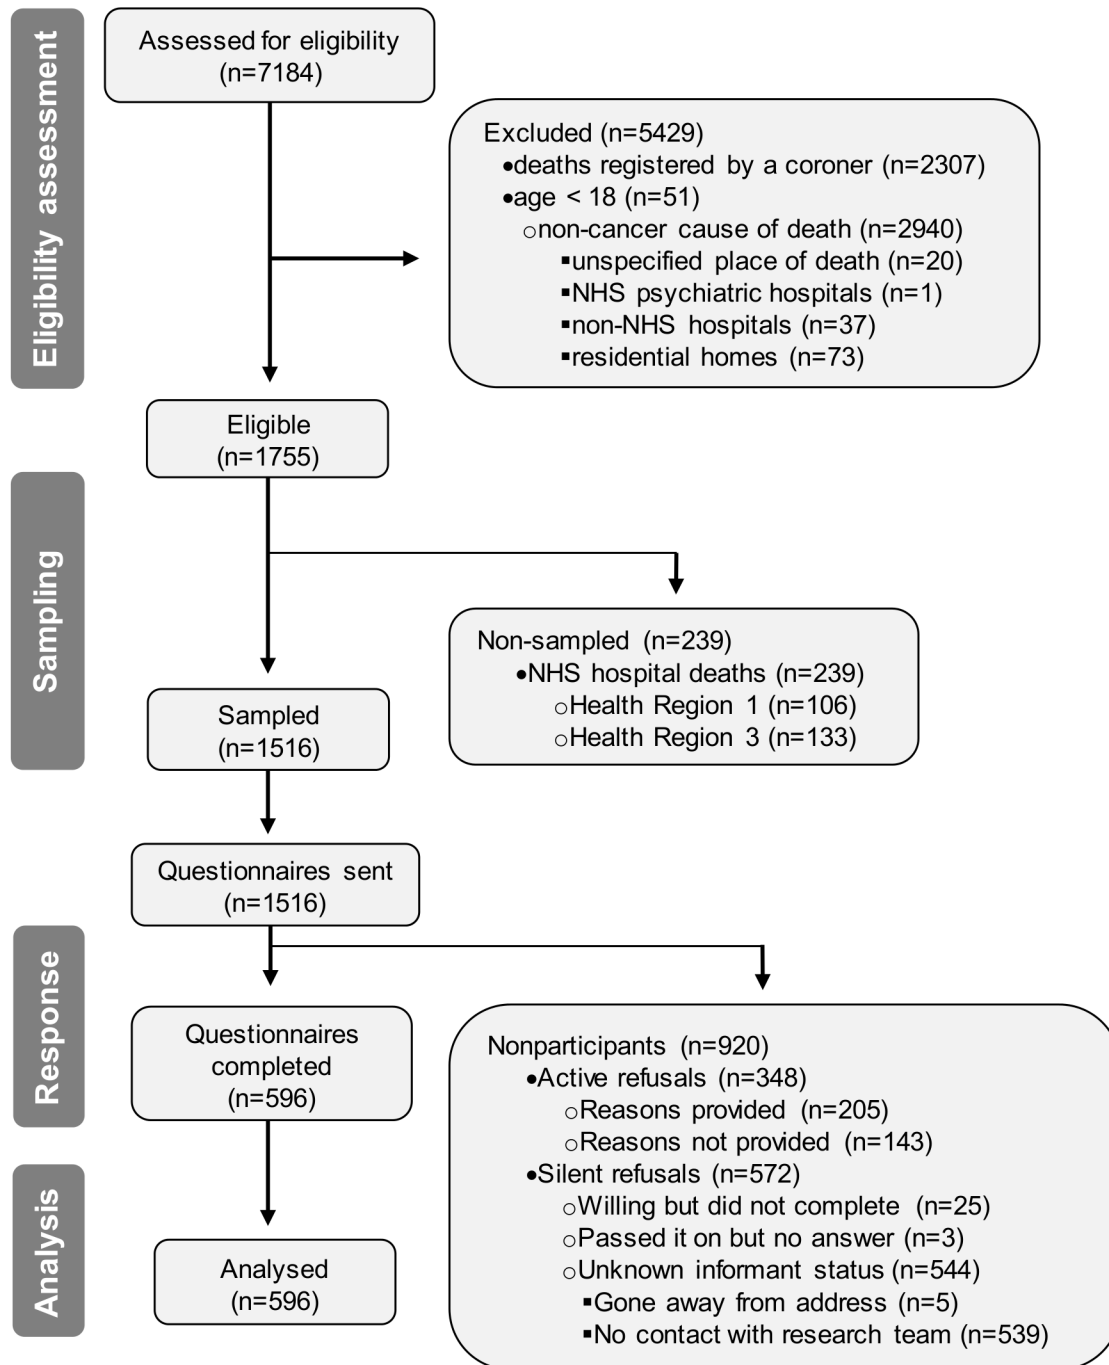 Eligibility assessment
Assessed for eligibility
(n=7184)
Excluded (n=5429)
•deaths registered by a coroner (n=2307)
•age < 18 (n=51)
○non-cancer cause of death (n=2940)
▪unspecified place of death (n=20)
▪NHS psychiatric hospitals (n=1)
▪non-NHS hospitals (n=37)
▪residential homes (n=73)
Eligible
(n=1755)
Sampling
Non-sampled (n=239)
•NHS hospital deaths (n=239)
○Health Region 1 (n=106)
○Health Region 3 (n=133)
Sampled
(n=1516)
Questionnaires sent
(n=1516)
Response
Questionnaires
completed
(n=596)
Nonparticipants (n=920)
•Active refusals (n=348)
○Reasons provided (n=205)
○Reasons not provided (n=143)
•Silent refusals (n=572)
○Willing but did not complete (n=25)
○Passed it on but no answer (n=3)
○Unknown informant status (n=544)
▪Gone away from address (n=5)
▪No contact with research team (n=539)
Analysis
Analysed
(n=596)